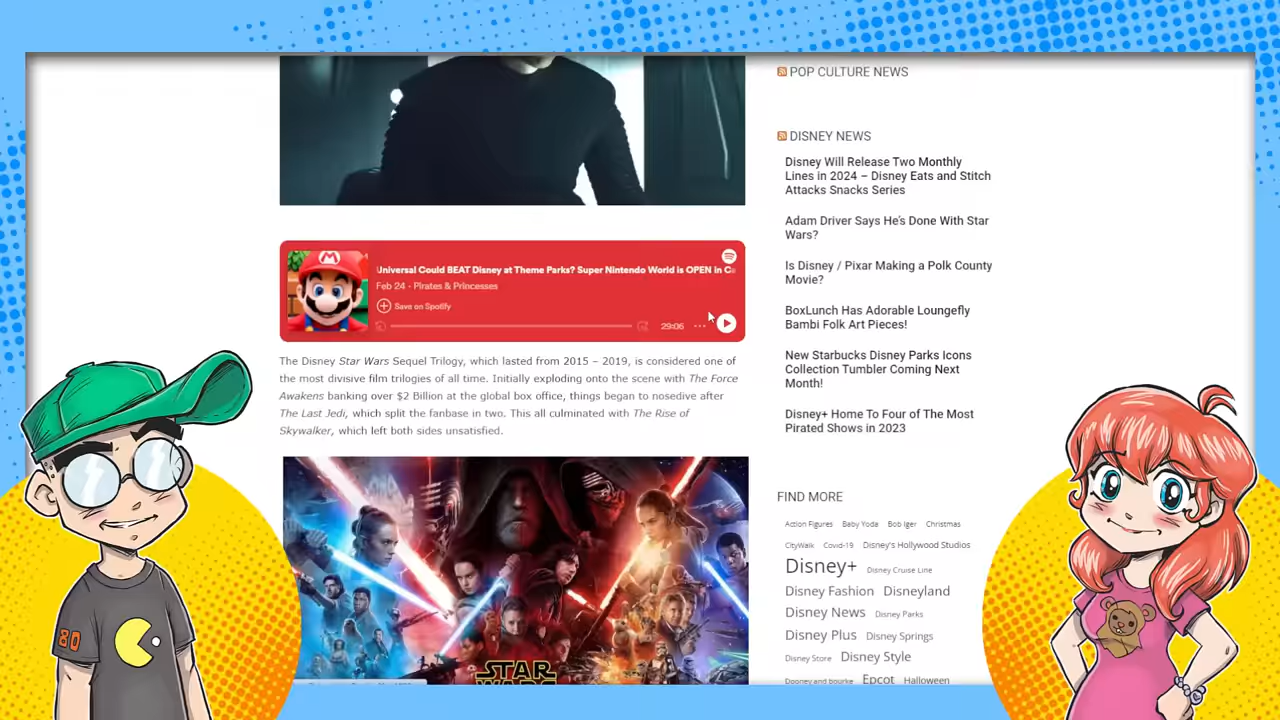 Universal Could BEAT Disney at Theme Parks? Super Nintendo World is OPEN in
Feb 24 - Pirates & Princesses
Save on Spotify
29:06
The Disney Star Wars Sequel Trilogy, which lasted from 2015 – 2019, is considered one of
the most divisive film trilogies of all time. Initially exploding onto the scene with The Force
Awakens banking over $2 Billion at the global box office, things began to nosedive after
The Last Jedi, which split the fanbase in two. This all culminated with The Rise of
Skywalker, which left both sides unsatisfied.
STAR
WARS
POP CULTURE NEWS
DISNEY NEWS
Disney Will Release Two Monthly
Lines in 2024 – Disney Eats and Stitch
Attacks Snacks Series
Adam Driver Says He's Done With Star
Wars?
Is Disney / Pixar Making a Polk County
Movie?
BoxLunch Has Adorable Loungefly
Bambi Folk Art Pieces!
New Starbucks Disney Parks Icons
Collection Tumbler Coming Next
Month!
Disney+ Home To Four of The Most
Pirated Shows in 2023
FIND MORE
Action Figures Baby Yoda Bob Iger Christmas
CityWalk Covid-19 Disney's Hollywood Studios
Disney+ Disney Cruise Line
Disney Fashion Disneyland
Disney News Disney Parks
Disney Plus Disney Springs
Disney Store Disney Style
Dooney and bourke Epcot Halloween
80
M